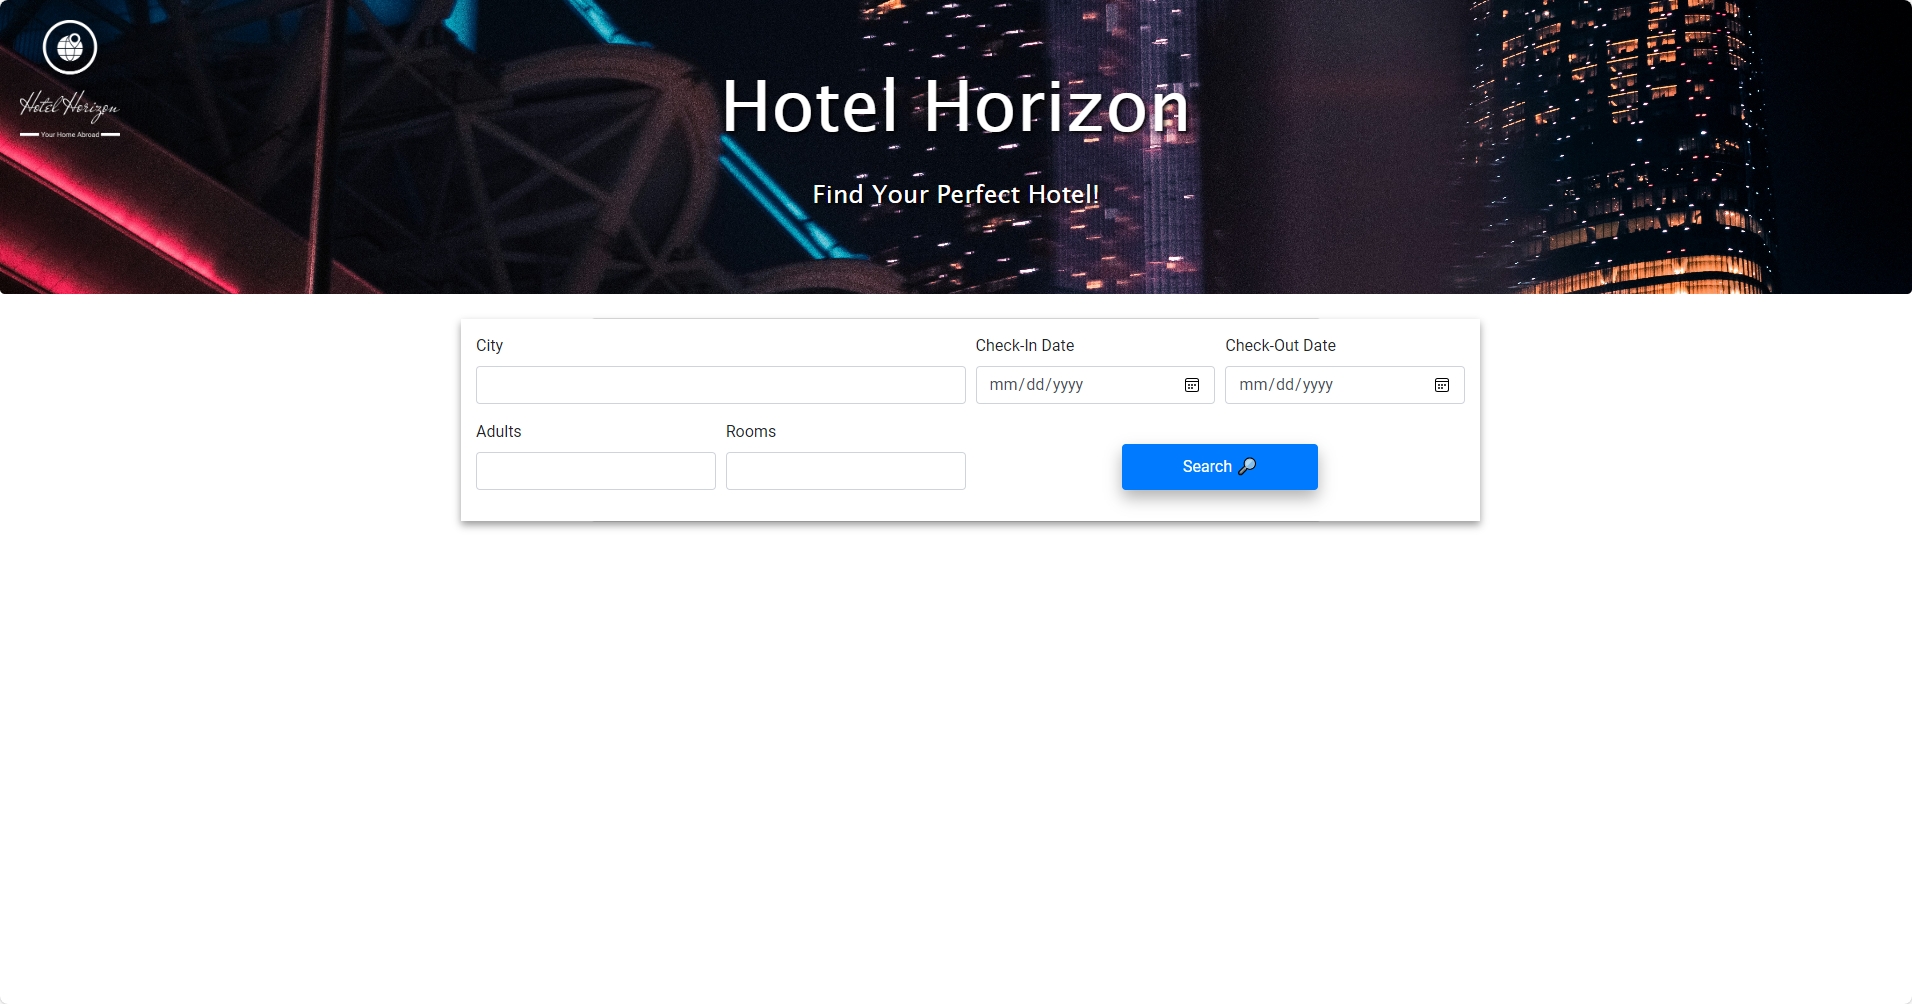 Hotel Horizon
Your Home Abroad
Hotel Horizon
Find Your Perfect Hotel!
City
Check-In Date
Check-Out Date
mm/dd/yyyy
mm/dd/yyyy
Adults
Rooms
Search